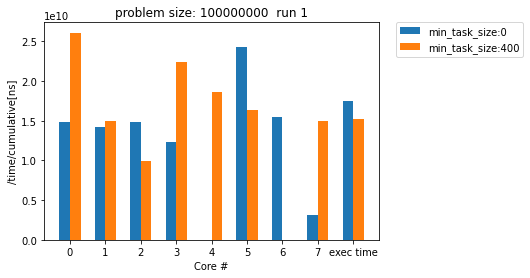 problem size: 100000000  run 1
1e10
2.5
2.0
1.5
1.0
0.5
0.0
/time/cumulative[ns]
0 1 2 3 4 5 6 7 exec time
Core #
min_task_size:0
min_task_size:400